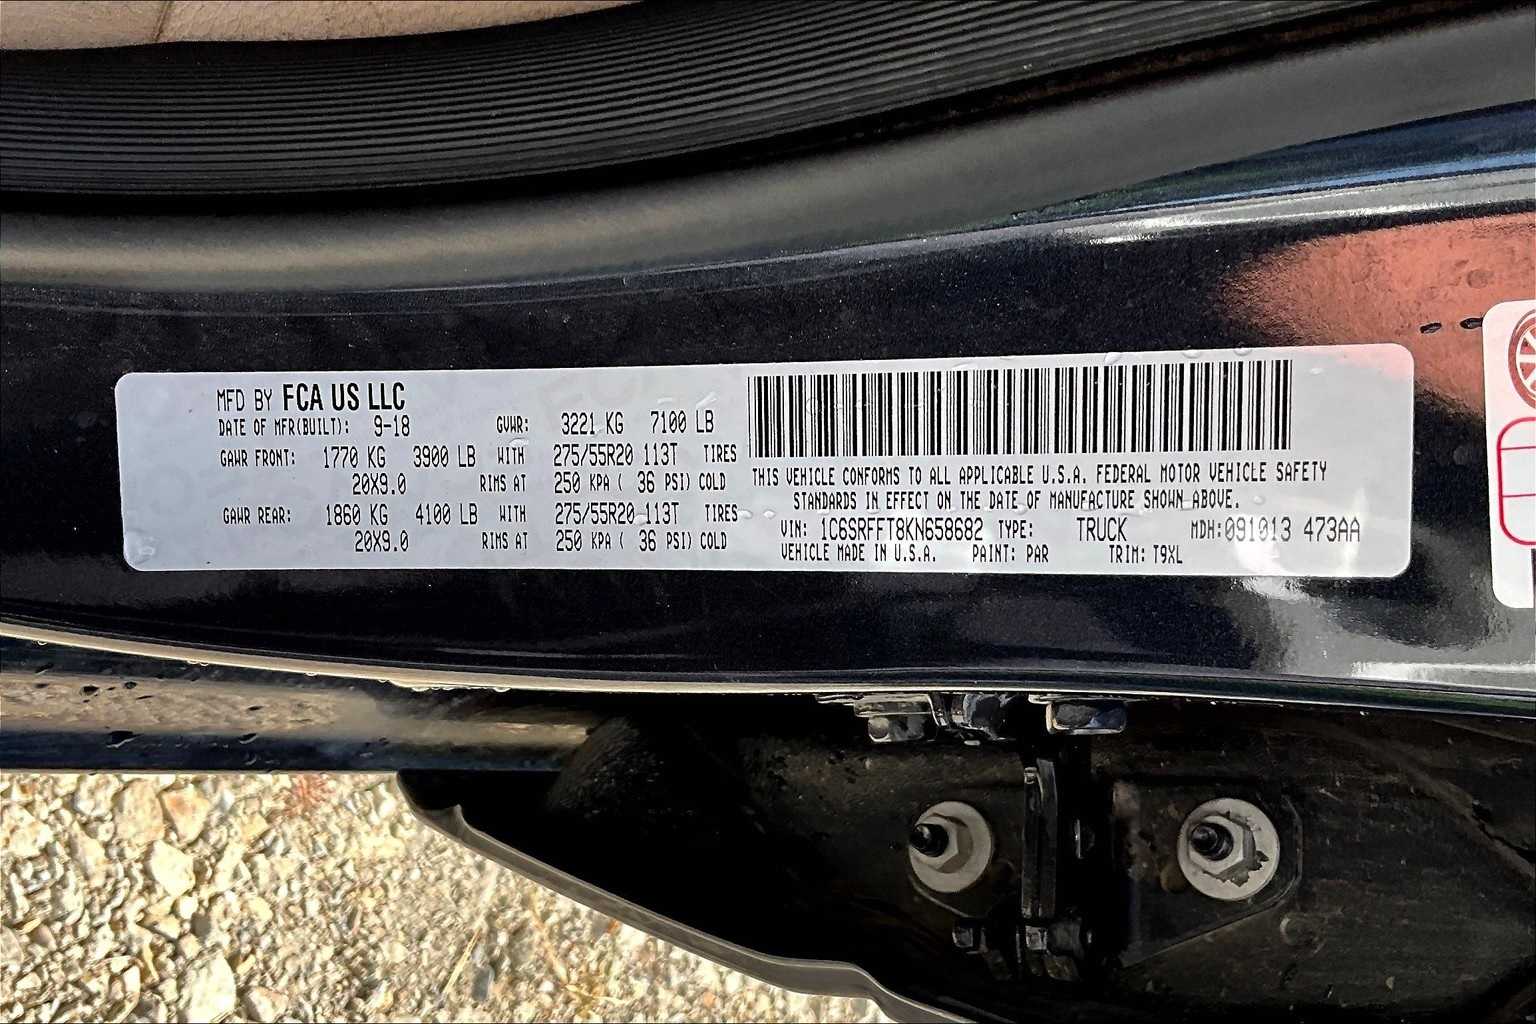 MFD BY FCA US LLC
DATE OF MFR(BUILT): 9-18 GVWR: 3221 KG 7100 LB
GAWR FRONT: 1770 KG 3900 LB WITH 275/55R20 113T TIRES
20X9.0 RIMS AT 250 KPA ( 36 PSI) COLD
GAWR REAR: 1860 KG 4100 LB WITH 275/55R20 113T TIRES
20X9.0 RIMS AT 250 KPA ( 36 PSI) COLD
THIS VEHICLE CONFORMS TO ALL APPLICABLE U.S.A. FEDERAL MOTOR VEHICLE SAFETY
STANDARDS IN EFFECT ON THE DATE OF MANUFACTURE SHOWN ABOVE.
VIN: 1C6SRFFT8KN658682 TYPE: TRUCK MDH:091013 473AA
VEHICLE MADE IN U.S.A. PAINT: PAR TRIM: T9XL